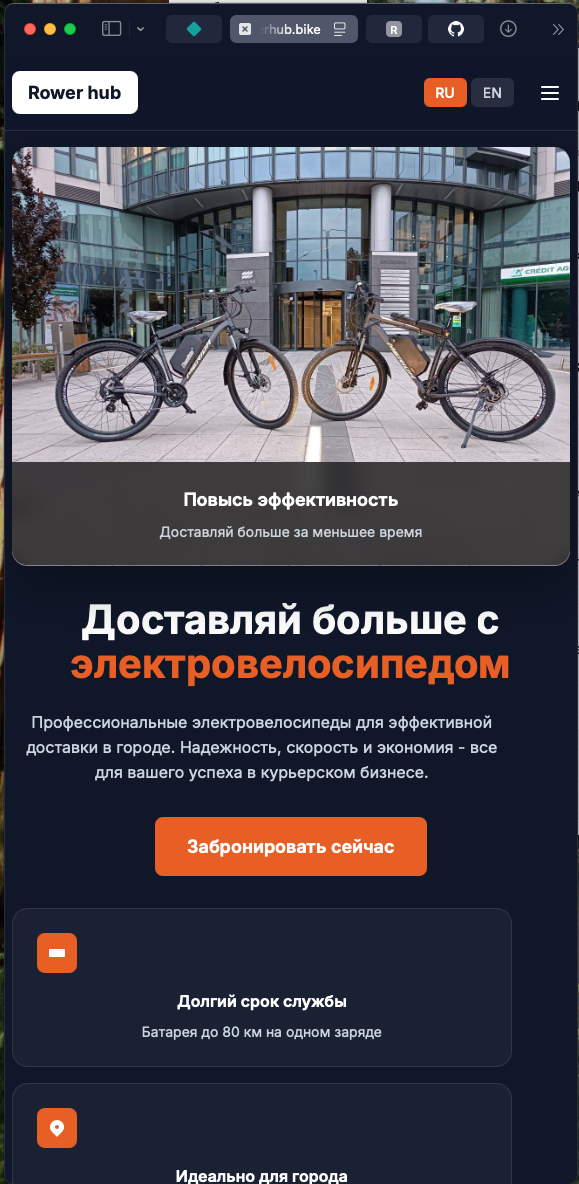 erhub.bike
R
Rower hub
RU
EN
CRÉDIT AG
Повысь эффективность
Доставляй больше за меньшее время
Доставляй больше с
электровелосипедом
Профессиональные электровелосипеды для эффективной
доставки в городе. Надежность, скорость и экономия - все
для вашего успеха в курьерском бизнесе.
Забронировать сейчас
Долгий срок службы
Батарея до 80 км на одном заряде
Идеально для города